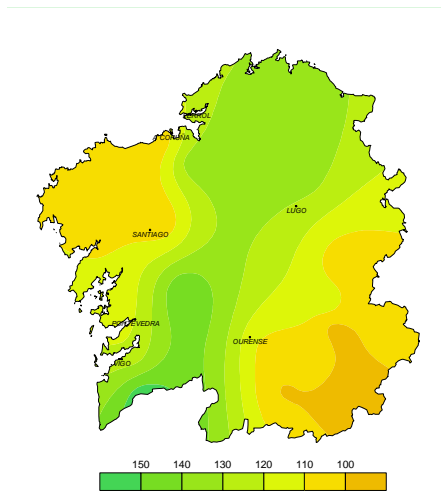 FERROL
A CORUÑA
LUGO
SANTIAGO
PONTEVEDRA
OURENSE
VIGO
150 140 130 120 110 100